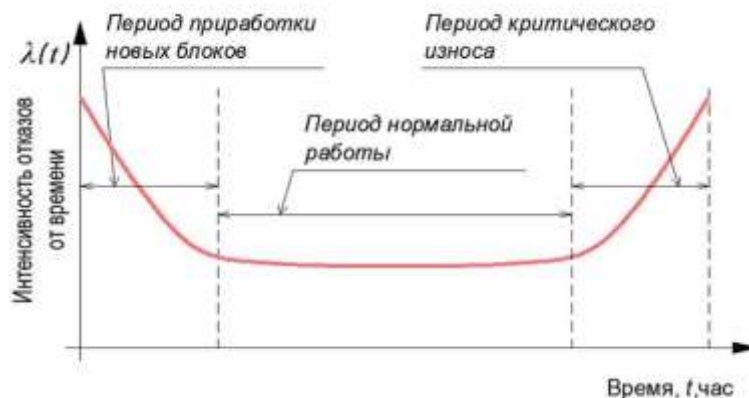 Период приработки
новых блоков
Период критического
износа
λ(t)
Период нормальной
работы
Интенсивность отказов
от времени
Время, t,час